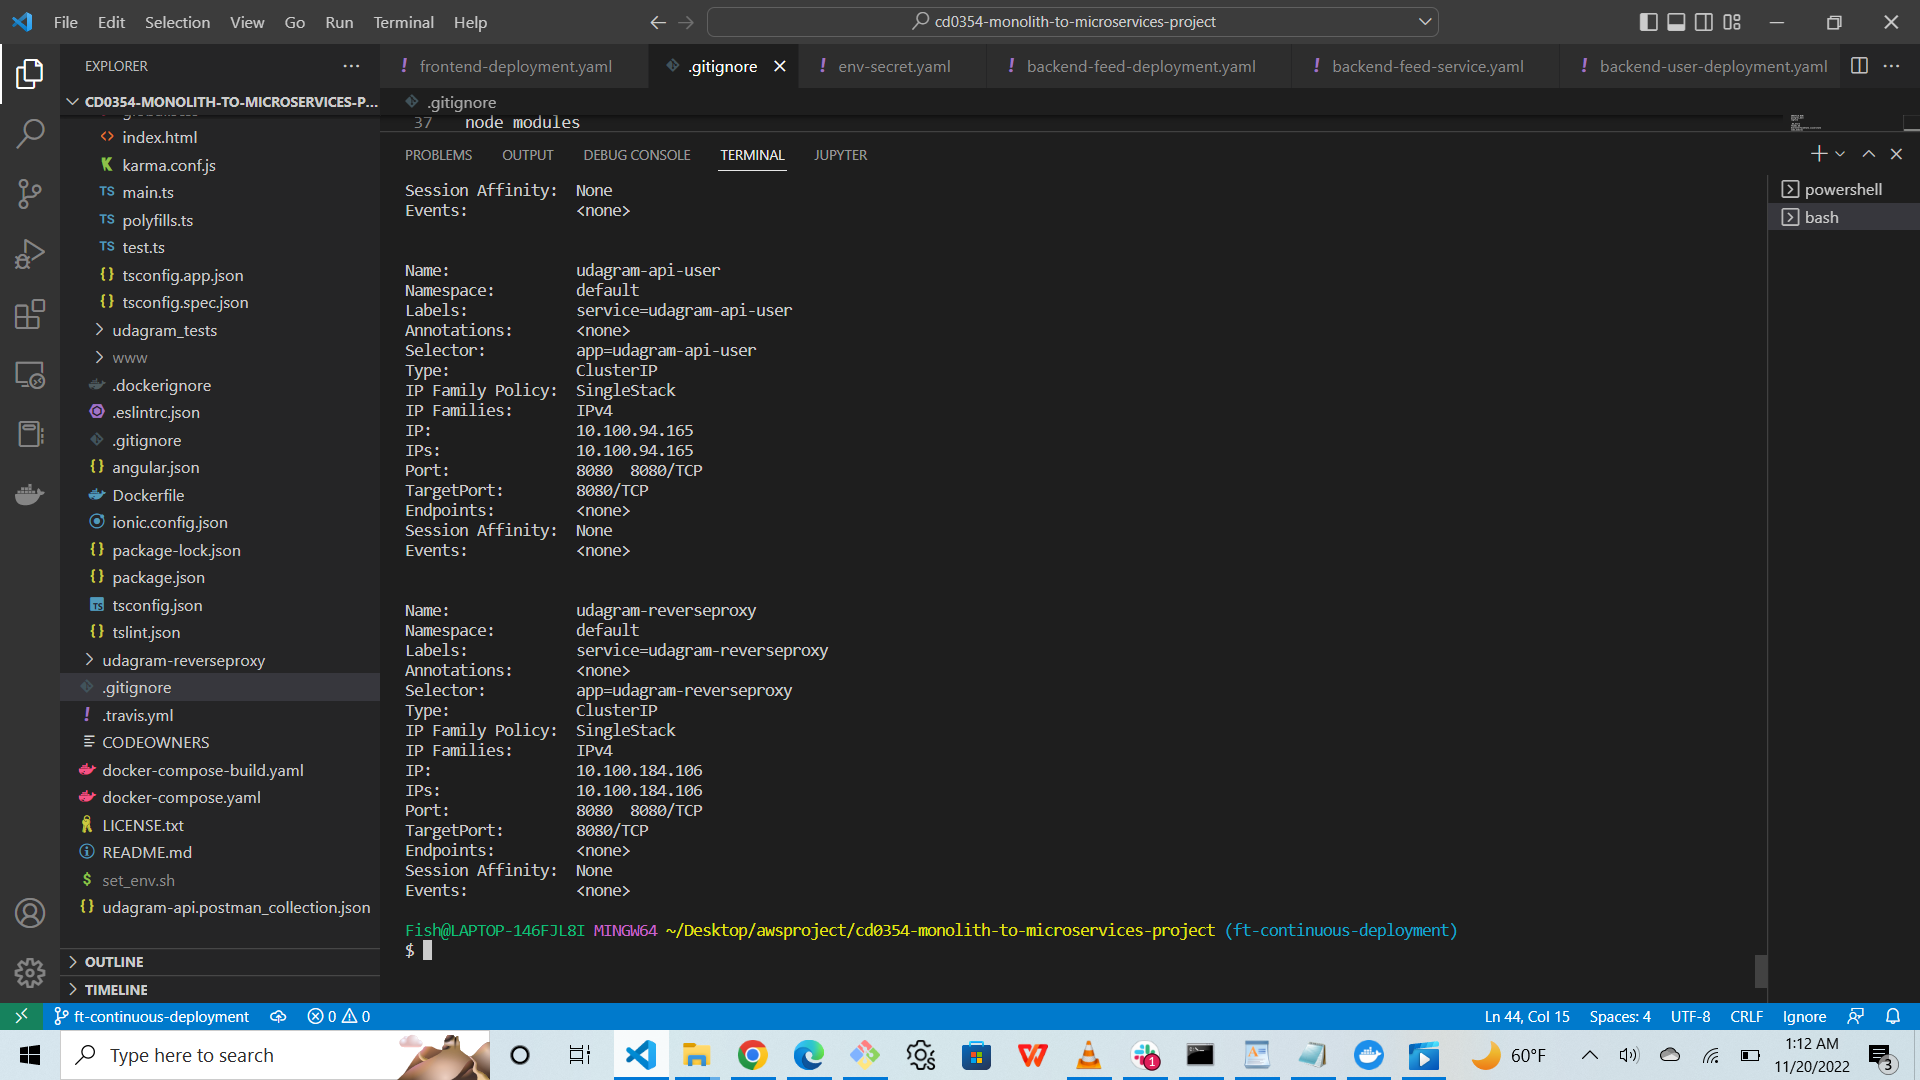 File Edit Selection View Go Run Terminal Help
cd0354-monolith-to-microservices-project
EXPLORER
! frontend-deployment.yaml
.gitignore
! env-secret.yaml
! backend-feed-deployment.yaml
! backend-feed-service.yaml
! backend-user-deployment.yaml
CD0354-MONOLITH-TO-MICROSERVICES-P...
.gitignore
37 node modules
<> index.html
karma.conf.js
TS main.ts
TS polyfills.ts
TS test.ts
{} tsconfig.app.json
{} tsconfig.spec.json
udagram_tests
www
.dockerignore
.eslintrc.json
.gitignore
{} angular.json
Dockerfile
ionic.config.json
{} package-lock.json
{} package.json
TS tsconfig.json
{} tslint.json
udagram-reverseproxy
.gitignore
! .travis.yml
CODEOWNERS
docker-compose-build.yaml
docker-compose.yaml
LICENSE.txt
README.md
$ set_env.sh
{} udagram-api.postman_collection.json
OUTLINE
TIMELINE
PROBLEMS OUTPUT DEBUG CONSOLE TERMINAL JUPYTER
powershell
bash
Session Affinity: None
Events: <none>
Name: udagram-api-user
Namespace: default
Labels: service=udagram-api-user
Annotations: <none>
Selector: app=udagram-api-user
Type: ClusterIP
IP Family Policy: SingleStack
IP Families: IPv4
IP: 10.100.94.165
IPs: 10.100.94.165
Port: 8080 8080/TCP
TargetPort: 8080/TCP
Endpoints: <none>
Session Affinity: None
Events: <none>
Name: udagram-reverseproxy
Namespace: default
Labels: service=udagram-reverseproxy
Annotations: <none>
Selector: app=udagram-reverseproxy
Type: ClusterIP
IP Family Policy: SingleStack
IP Families: IPv4
IP: 10.100.184.106
IPs: 10.100.184.106
Port: 8080 8080/TCP
TargetPort: 8080/TCP
Endpoints: <none>
Session Affinity: None
Events: <none>
Fish@LAPTOP-146FJL8I MINGW64 ~/Desktop/awsproject/cd0354-monolith-to-microservices-project (ft-continuous-deployment)
$
ft-continuous-deployment 0 0
Ln 44, Col 15 Spaces: 4 UTF-8 CRLF Ignore
Type here to search
1
60°F
1:12 AM
11/20/2022
3